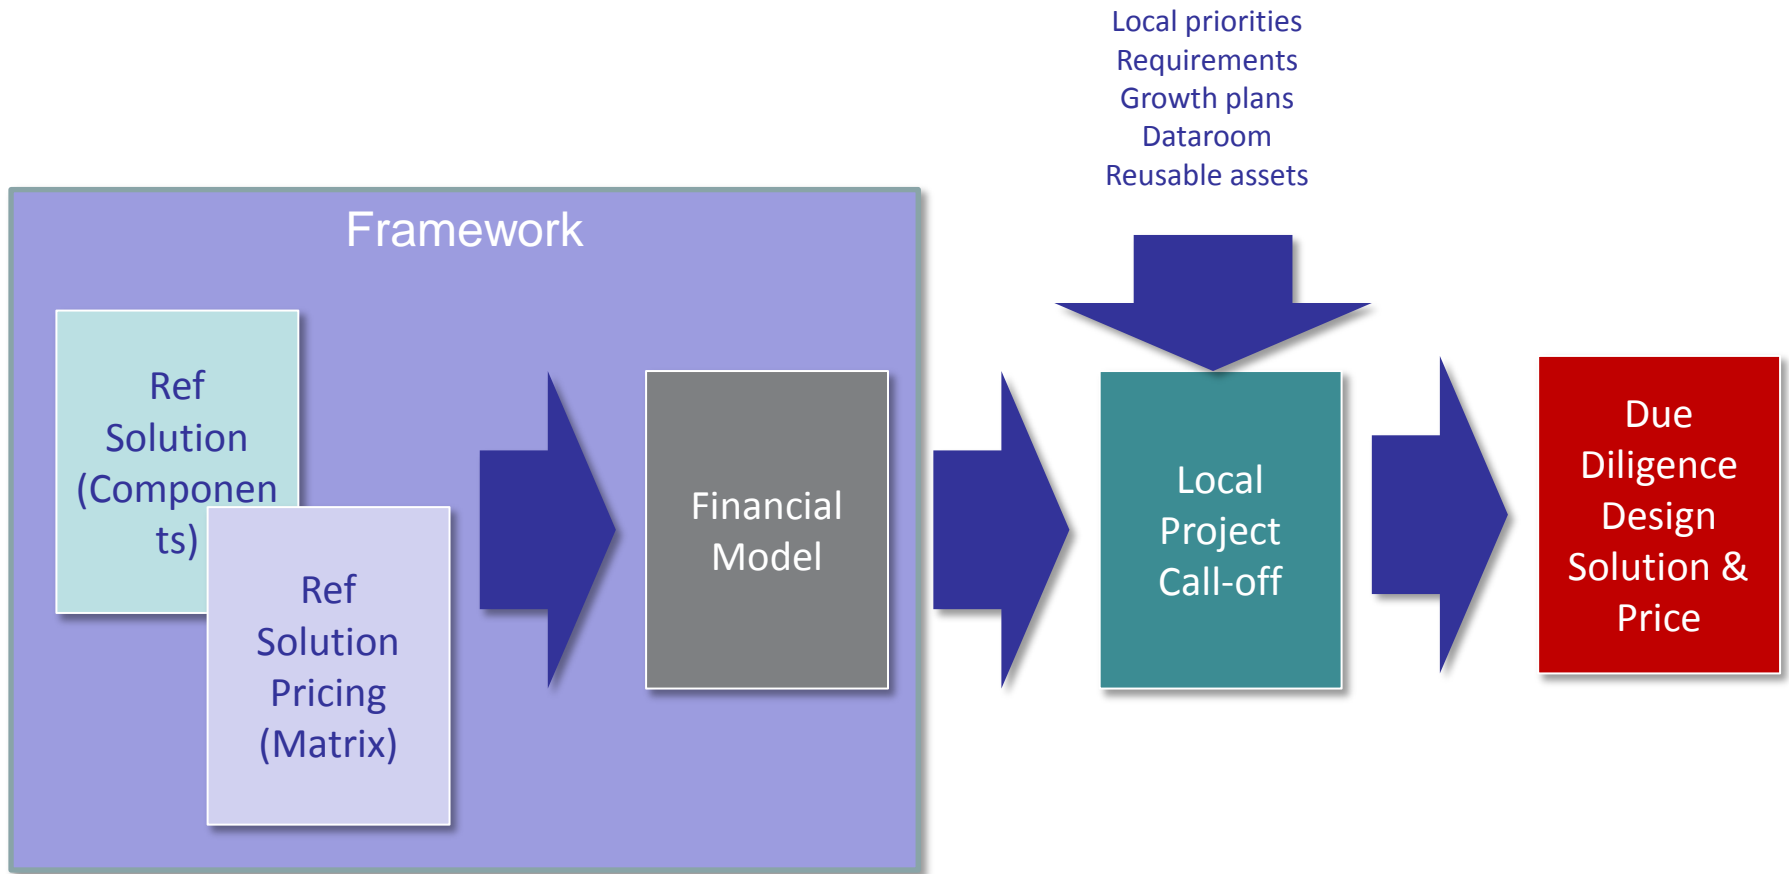 Local priorities
Requirements
Growth plans
Dataroom
Reusable assets
Framework
Ref
Solution
(Componen
ts)
Ref
Solution
Pricing
(Matrix)
Financial
Model
Local
Project
Call-off
Due
Diligence
Design
Solution &
Price